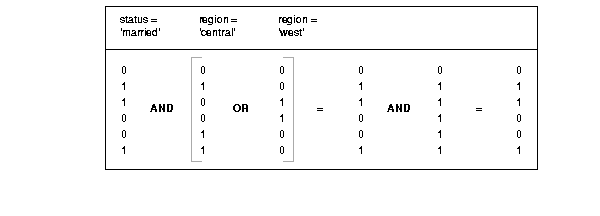 status = region = region =
'married' 'central' 'west'
0 0 0 0 0 0
1 1 0 1 1 1
1 AND 0 OR 1 = 1 AND 1 = 1
0 0 1 0 1 0
0 1 0 0 1 0
1 1 0 1 1 1